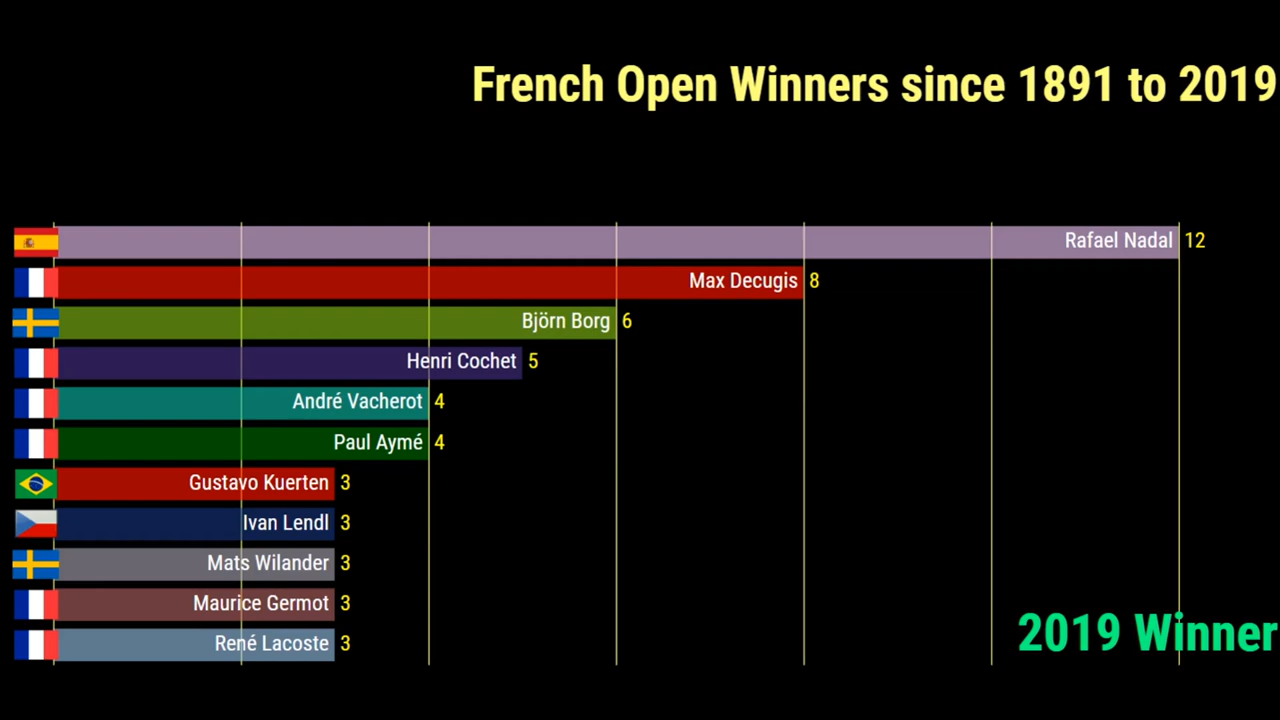 French Open Winners since 1891 to 2019
Rafael Nadal 12
Max Decugis 8
Björn Borg 6
Henri Cochet 5
André Vacherot 4
Paul Aymé 4
Gustavo Kuerten 3
Ivan Lendl 3
Mats Wilander 3
Maurice Germot 3
René Lacoste 3
2019 Winner